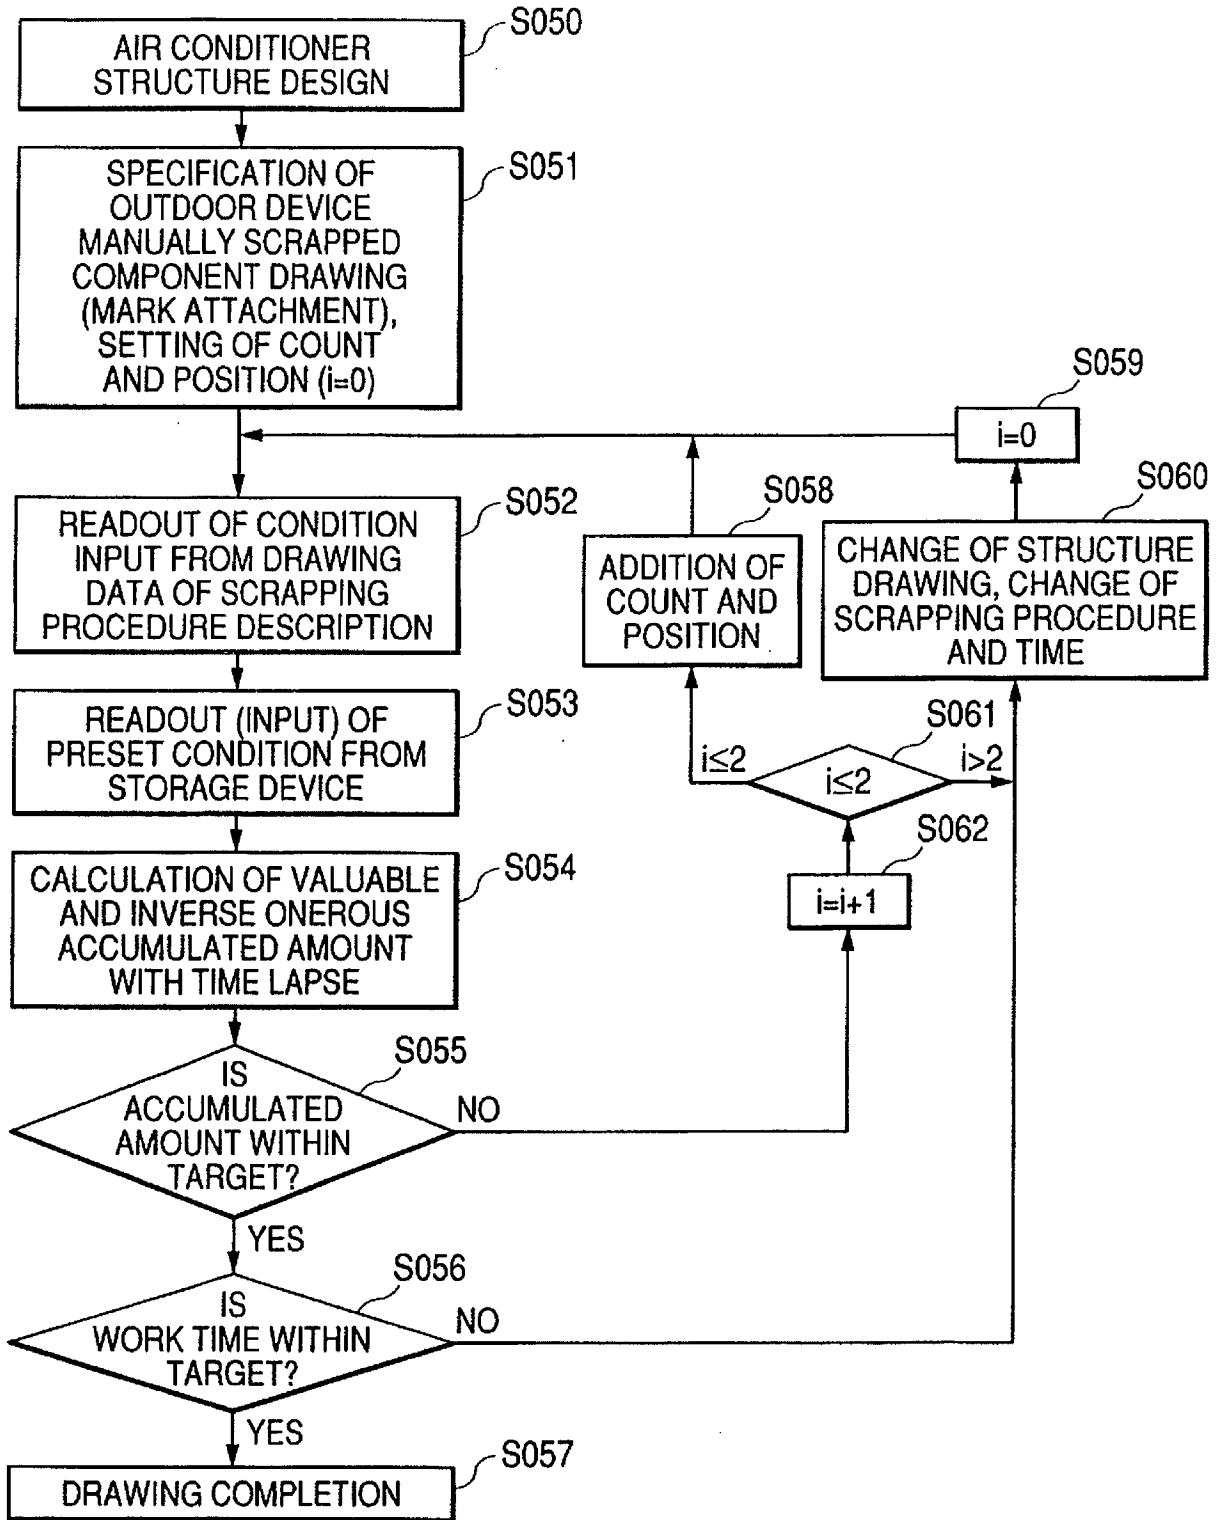 S050
AIR CONDITIONER
STRUCTURE DESIGN
S051
SPECIFICATION OF
OUTDOOR DEVICE
MANUALLY SCRAPPED
COMPONENT DRAWING
(MARK ATTACHMENT),
SETTING OF COUNT
AND POSITION (i=0)
S059
i=0
S052
READOUT OF CONDITION
INPUT FROM DRAWING
DATA OF SCRAPPING
PROCEDURE DESCRIPTION
S058
ADDITION OF
COUNT AND
POSITION
S060
CHANGE OF STRUCTURE
DRAWING, CHANGE OF
SCRAPPING PROCEDURE
AND TIME
S053
READOUT (INPUT) OF
PRESET CONDITION FROM
STORAGE DEVICE
S061
i≤2
i≤2
i>2
S062
i=i+1
S054
CALCULATION OF VALUABLE
AND INVERSE ONEROUS
ACCUMULATED AMOUNT
WITH TIME LAPSE
S055
IS
ACCUMULATED
AMOUNT WITHIN
TARGET?
NO
YES
S056
IS
WORK TIME WITHIN
TARGET?
NO
YES
S057
DRAWING COMPLETION